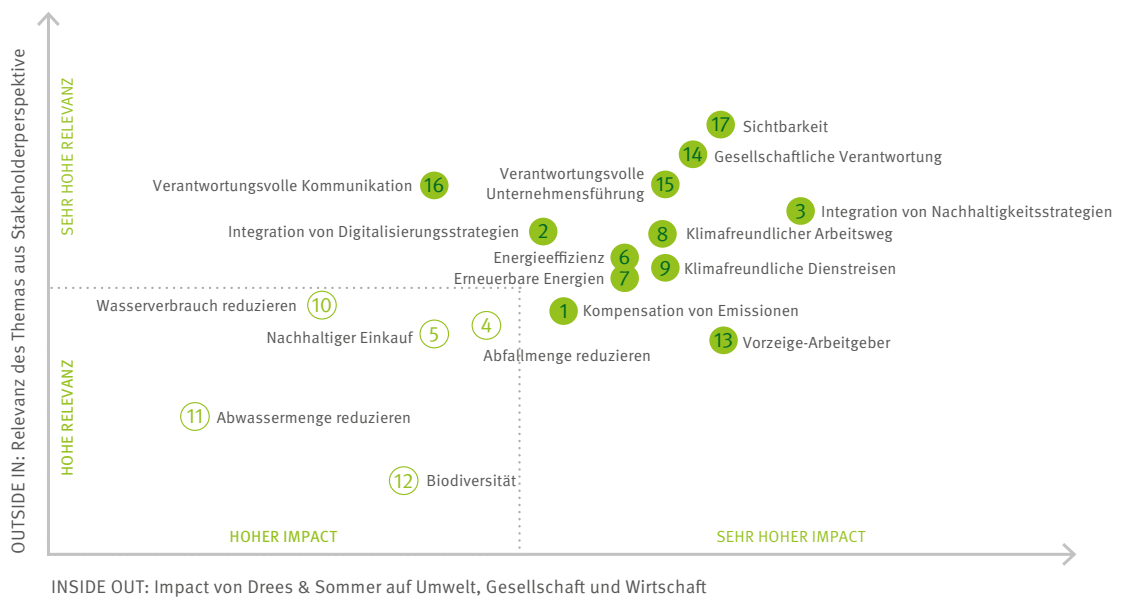 OUTSIDE IN: Relevanz des Themas aus Stakeholderperspektive
SEHR HOHE RELEVANZ
HOHE RELEVANZ
17 Sichtbarkeit
14 Gesellschaftliche Verantwortung
Verantwortungsvolle
Unternehmensführung 15
Verantwortungsvolle Kommunikation 16
3 Integration von Nachhaltigkeitsstrategien
Integration von Digitalisierungsstrategien 2
8 Klimafreundlicher Arbeitsweg
Energieeffizienz 6
9 Klimafreundliche Dienstreisen
Erneuerbare Energien 7
Wasserverbrauch reduzieren 10
1 Kompensation von Emissionen
Nachhaltiger Einkauf 5
4
Abfallmenge reduzieren
13 Vorzeige-Arbeitgeber
11 Abwassermenge reduzieren
12 Biodiversität
HOHER IMPACT
SEHR HOHER IMPACT
INSIDE OUT: Impact von Drees & Sommer auf Umwelt, Gesellschaft und Wirtschaft